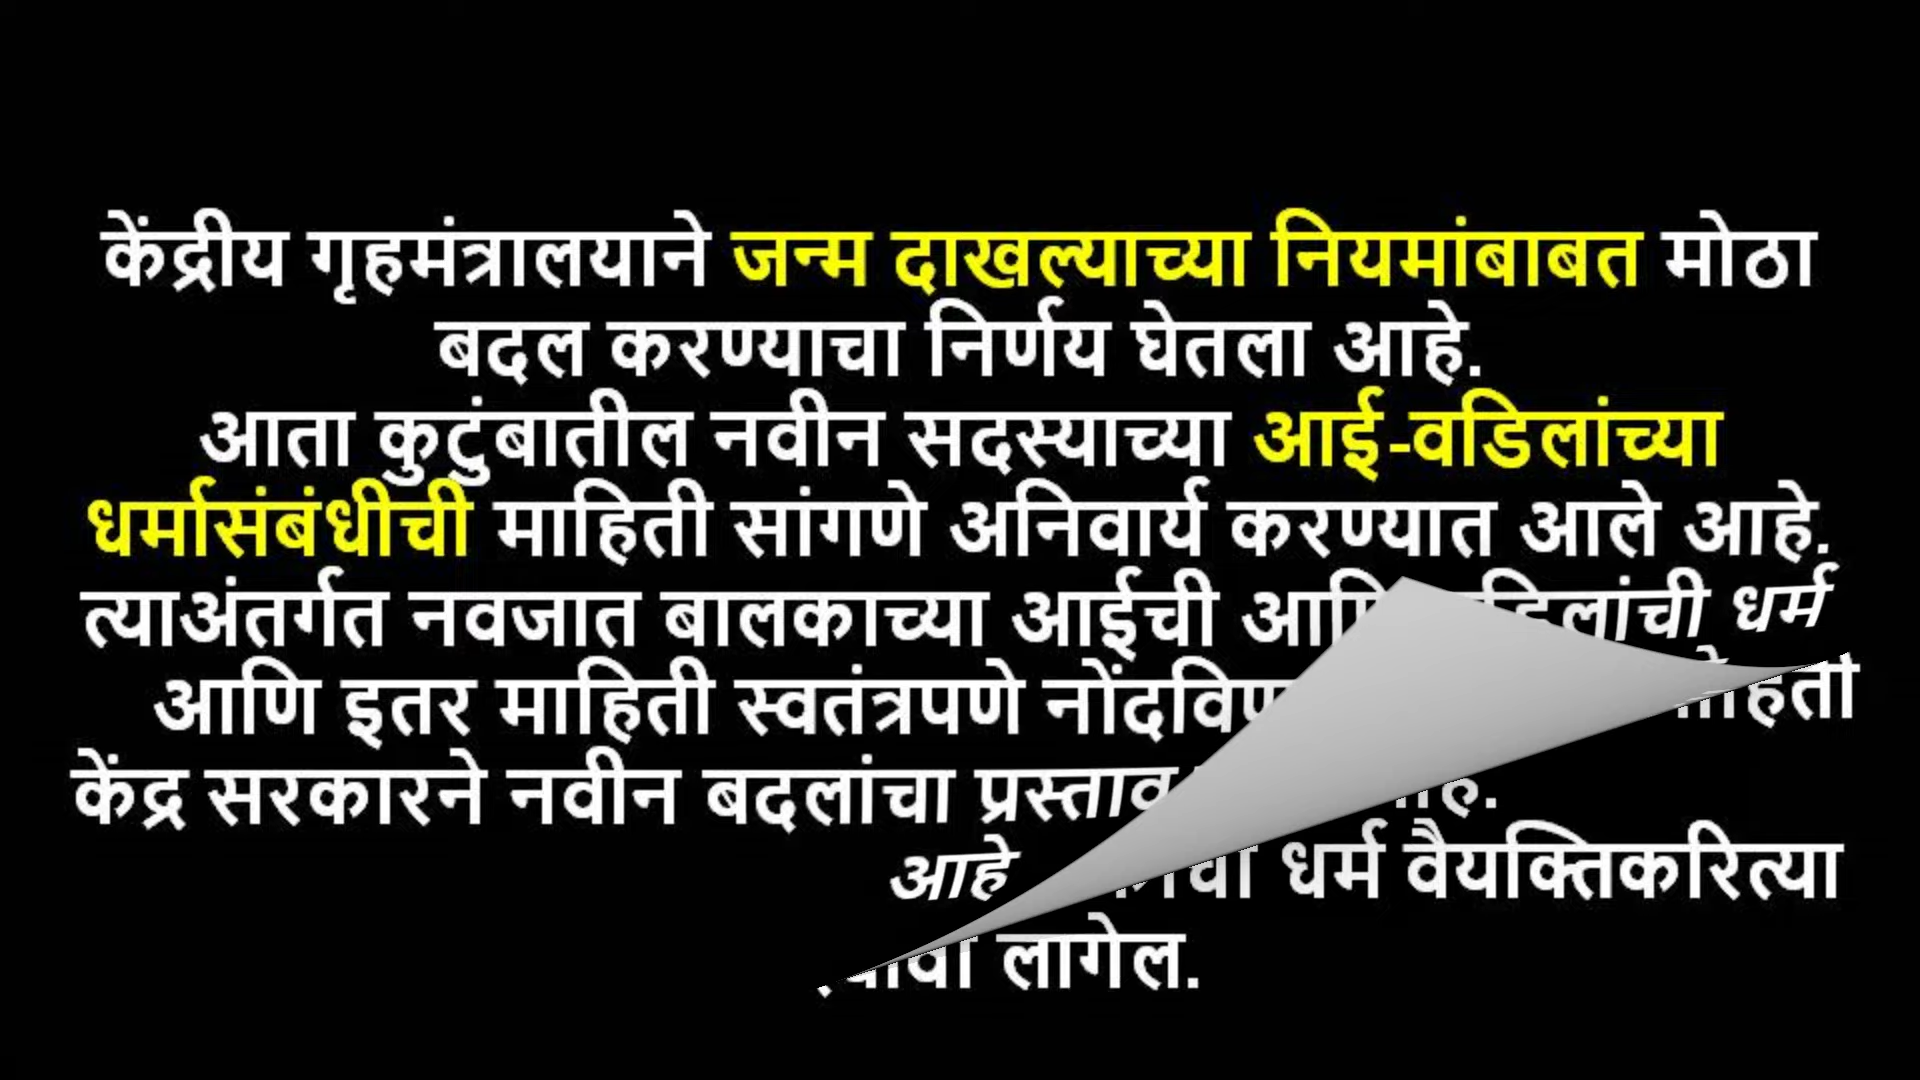 केंद्रीय गृहमंत्रालयाने जन्म दाखल्याच्या नियमांबाबत मोठा
बदल करण्याचा निर्णय घेतला आहे.
आता कुटुंबातील नवीन सदस्याच्या आई-वडिलांच्या
धर्मासंबंधीची माहिती सांगणे अनिवार्य करण्यात आले आहे.
त्याअंतर्गत नवजात बालकाच्या आईची धर्म
आणि इतर माहिती स्वतंत्रपणे
केंद्र सरकारने नवीन बदलांचा
आहे धर्म वैयक्तिकरित्या
लागेल.